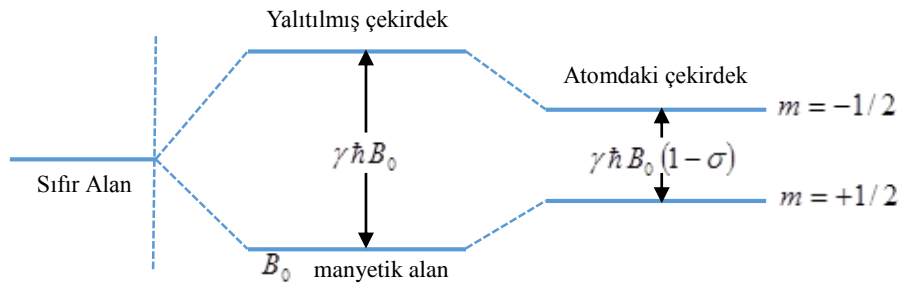 Yalıtılmış çekirdek
Atomdaki çekirdek
m = −1/2
γħB₀
γħB₀(1−σ)
Sıfır Alan
m = +1/2
B₀ manyetik alan